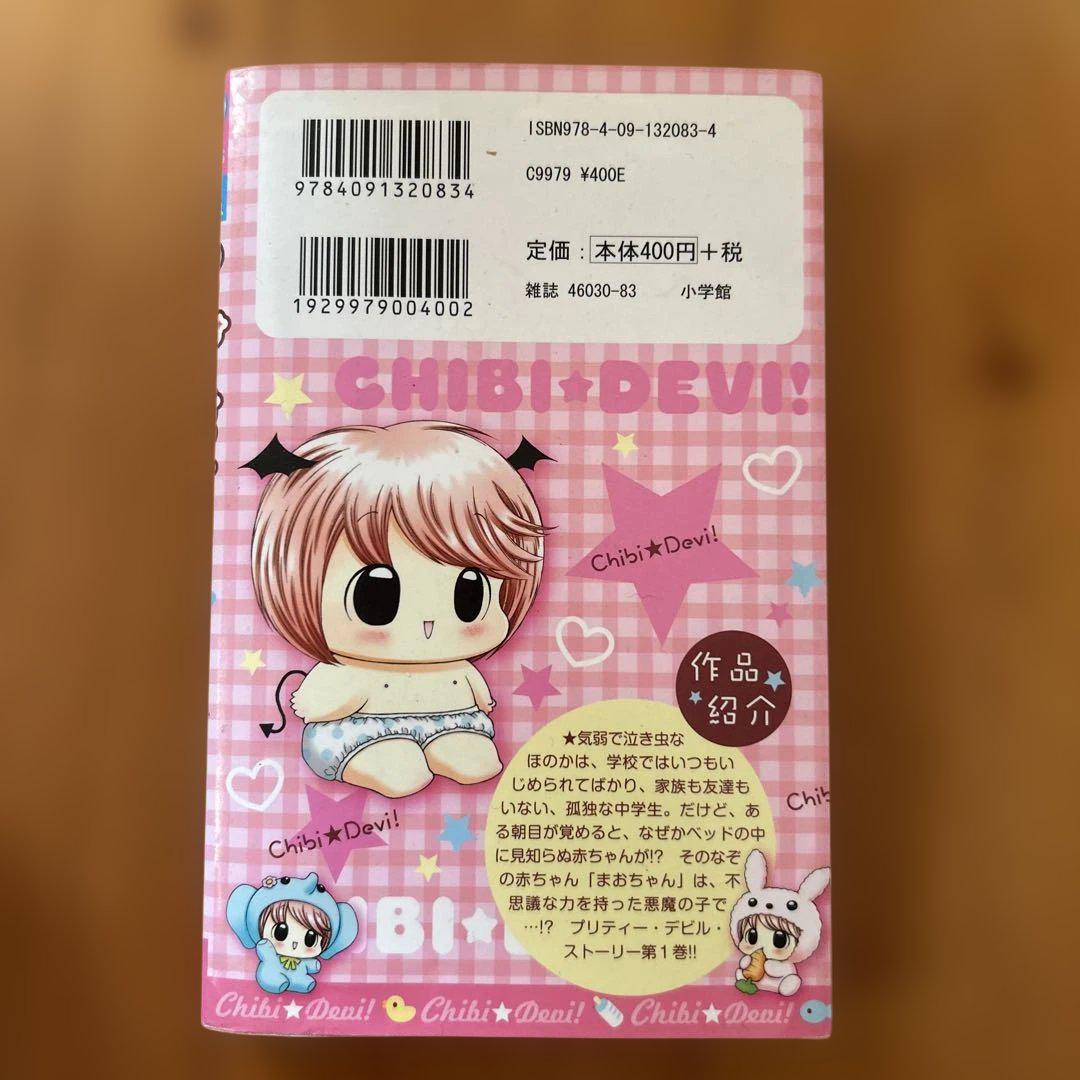 ISBN978-4-09-132083-4
9784091320834
C9979 ¥400E
定価：本体400円＋税
1929979004002
雑誌 46030-83 小学館
CHIBI★DEVI!
Chibi★Devi!
作品
紹介
★気弱で泣き虫な
ほのかは、学校ではいつもい
じめられてばかり、家族も友達も
いない、孤独な中学生。だけど、あ
る朝目が覚めると、なぜかベッドの中
に見知らぬ赤ちゃんが!? そのなぞ
の赤ちゃん「まおちゃん」は、不
思議な力を持った悪魔の子で
…!? プリティー・デビル・
ストーリー第1巻!!
Chibi★Devi!
Chibi★Devi! Chibi★Devi! Chibi★Devi!